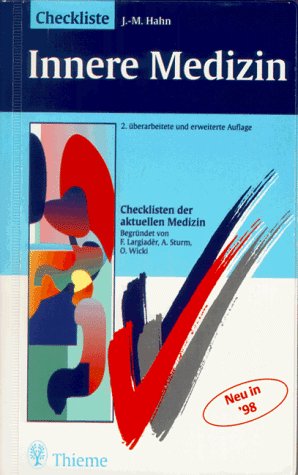 Checkliste J.-M. Hahn
Innere Medizin
2. überarbeitete und erweiterte Auflage
Checklisten der
aktuellen Medizin
Begründet von
F. Largiadèr, A. Sturm,
O. Wicki
Neu in
'98
Thieme